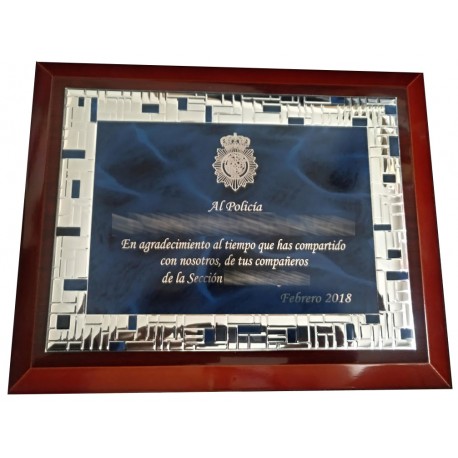 Al Policía
En agradecimiento al tiempo que has compartido
con nosotros, de tus compañeros
de la Sección
Febrero 2018